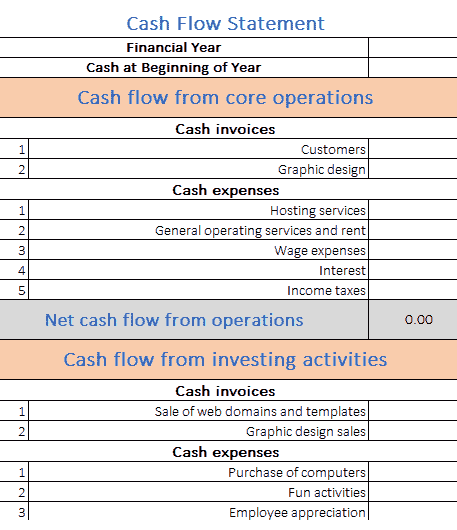 Cash Flow Statement
Financial Year
Cash at Beginning of Year
Cash flow from core operations
Cash invoices
1 Customers
2 Graphic design
Cash expenses
1 Hosting services
2 General operating services and rent
3 Wage expenses
4 Interest
5 Income taxes
Net cash flow from operations 0.00
Cash flow from investing activities
Cash invoices
1 Sale of web domains and templates
2 Graphic design sales
Cash expenses
1 Purchase of computers
2 Fun activities
3 Employee appreciation